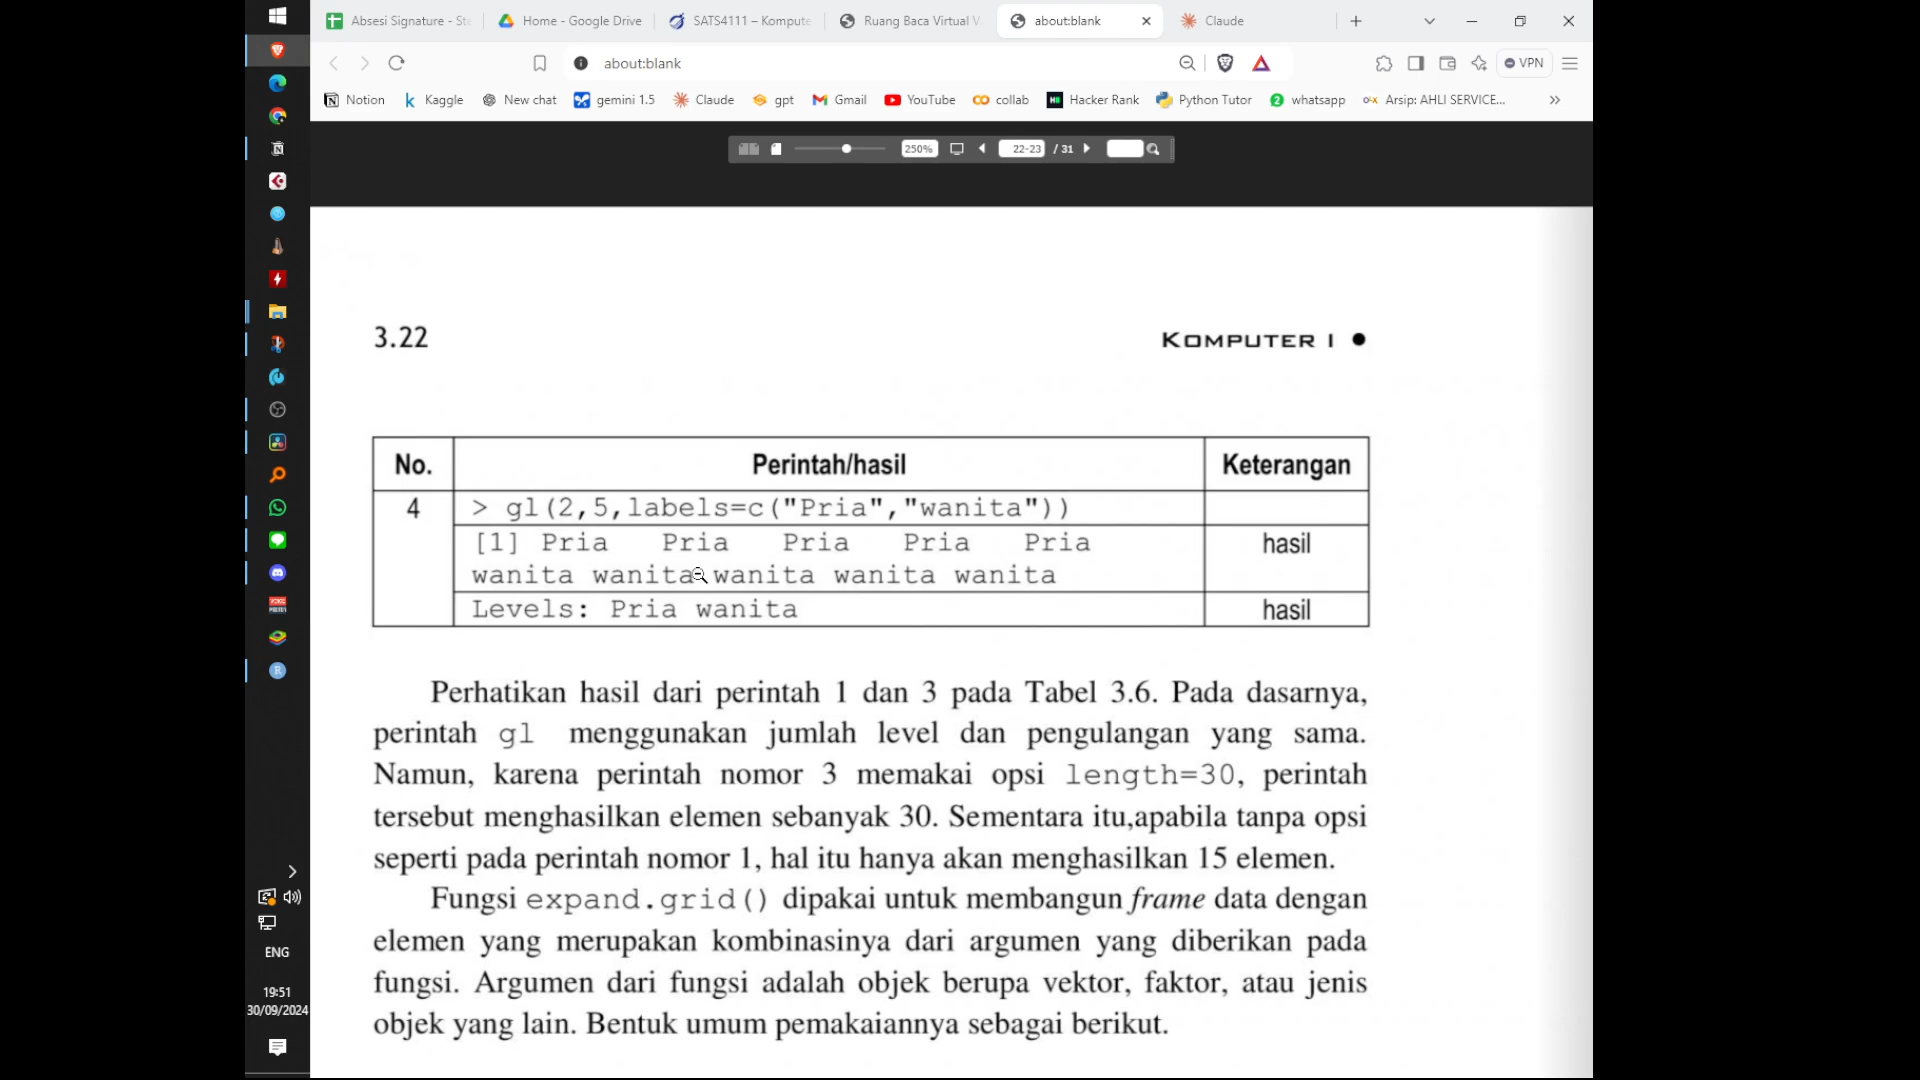 Absesi Signature - Ste
Home - Google Drive
SATS4111 – Kompute
Ruang Baca Virtual V
about:blank
Claude
about:blank
VPN
Notion
Kaggle
New chat
gemini 1.5
Claude
gpt
Gmail
YouTube
collab
Hacker Rank
Python Tutor
whatsapp
Arsip: AHLI SERVICE...
250%
22-23
/ 31
3.22
KOMPUTER I ●
No.
Perintah/hasil
Keterangan
4
> gl(2,5,labels=c("Pria","wanita"))
[1] Pria Pria Pria Pria Pria
hasil
wanita wanita wanita wanita wanita
Levels: Pria wanita
hasil
Perhatikan hasil dari perintah 1 dan 3 pada Tabel 3.6. Pada dasarnya,
perintah gl menggunakan jumlah level dan pengulangan yang sama.
Namun, karena perintah nomor 3 memakai opsi length=30, perintah
tersebut menghasilkan elemen sebanyak 30. Sementara itu,apabila tanpa opsi
seperti pada perintah nomor 1, hal itu hanya akan menghasilkan 15 elemen.
Fungsi expand.grid() dipakai untuk membangun frame data dengan
elemen yang merupakan kombinasinya dari argumen yang diberikan pada
fungsi. Argumen dari fungsi adalah objek berupa vektor, faktor, atau jenis
objek yang lain. Bentuk umum pemakaiannya sebagai berikut.
ENG
19:51
30/09/2024